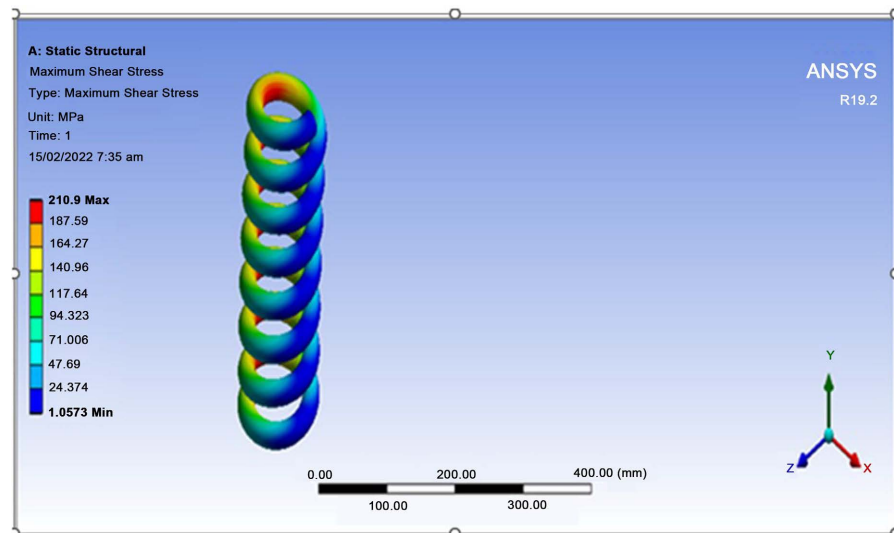 A: Static Structural
Maximum Shear Stress
Type: Maximum Shear Stress
Unit: MPa
Time: 1
15/02/2022 7:35 am
ANSYS
R19.2
210.9 Max
187.59
164.27
140.96
117.64
94.323
71.006
47.69
24.374
1.0573 Min
0.00 200.00 400.00 (mm)
100.00 300.00
Y
Z X